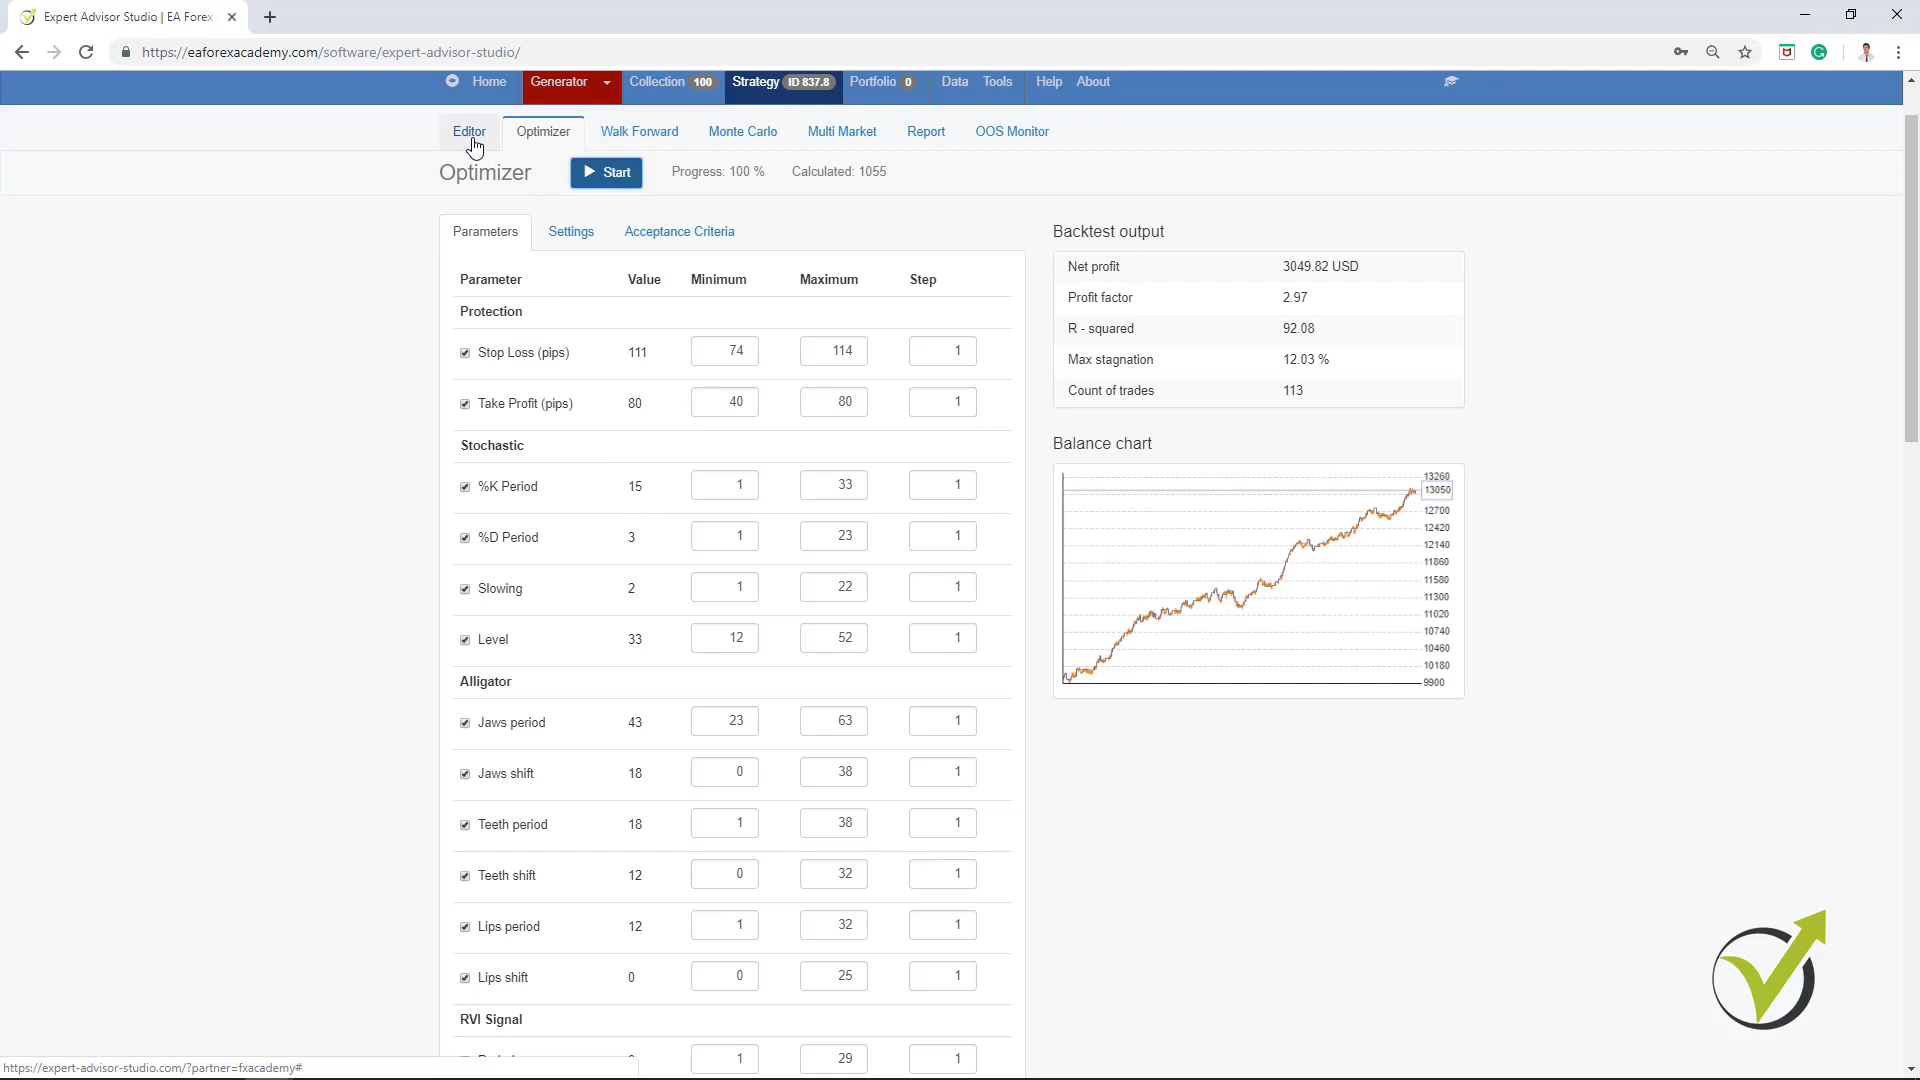 Expert Advisor Studio | EA Forex
https://eaforexacademy.com/software/expert-advisor-studio/
Home Generator Collection 100 Strategy ID 837.8 Portfolio 0 Data Tools Help About
Editor Optimizer Walk Forward Monte Carlo Multi Market Report OOS Monitor
Optimizer Start Progress: 100 % Calculated: 1055
Parameters Settings Acceptance Criteria
Parameter Value Minimum Maximum Step
Protection
Stop Loss (pips) 111 74 114 1
Take Profit (pips) 80 40 80 1
Stochastic
%K Period 15 1 33 1
%D Period 3 1 23 1
Slowing 2 1 22 1
Level 33 12 52 1
Alligator
Jaws period 43 23 63 1
Jaws shift 18 0 38 1
Teeth period 18 1 38 1
Teeth shift 12 0 32 1
Lips period 12 1 32 1
Lips shift 0 0 25 1
RVI Signal
1 29 1
Backtest output
Net profit 3049.82 USD
Profit factor 2.97
R - squared 92.08
Max stagnation 12.03 %
Count of trades 113
Balance chart
13260
13050
12700
12420
12140
11860
11580
11300
11020
10740
10460
10180
9900
https://expert-advisor-studio.com/?partner=fxacademy#